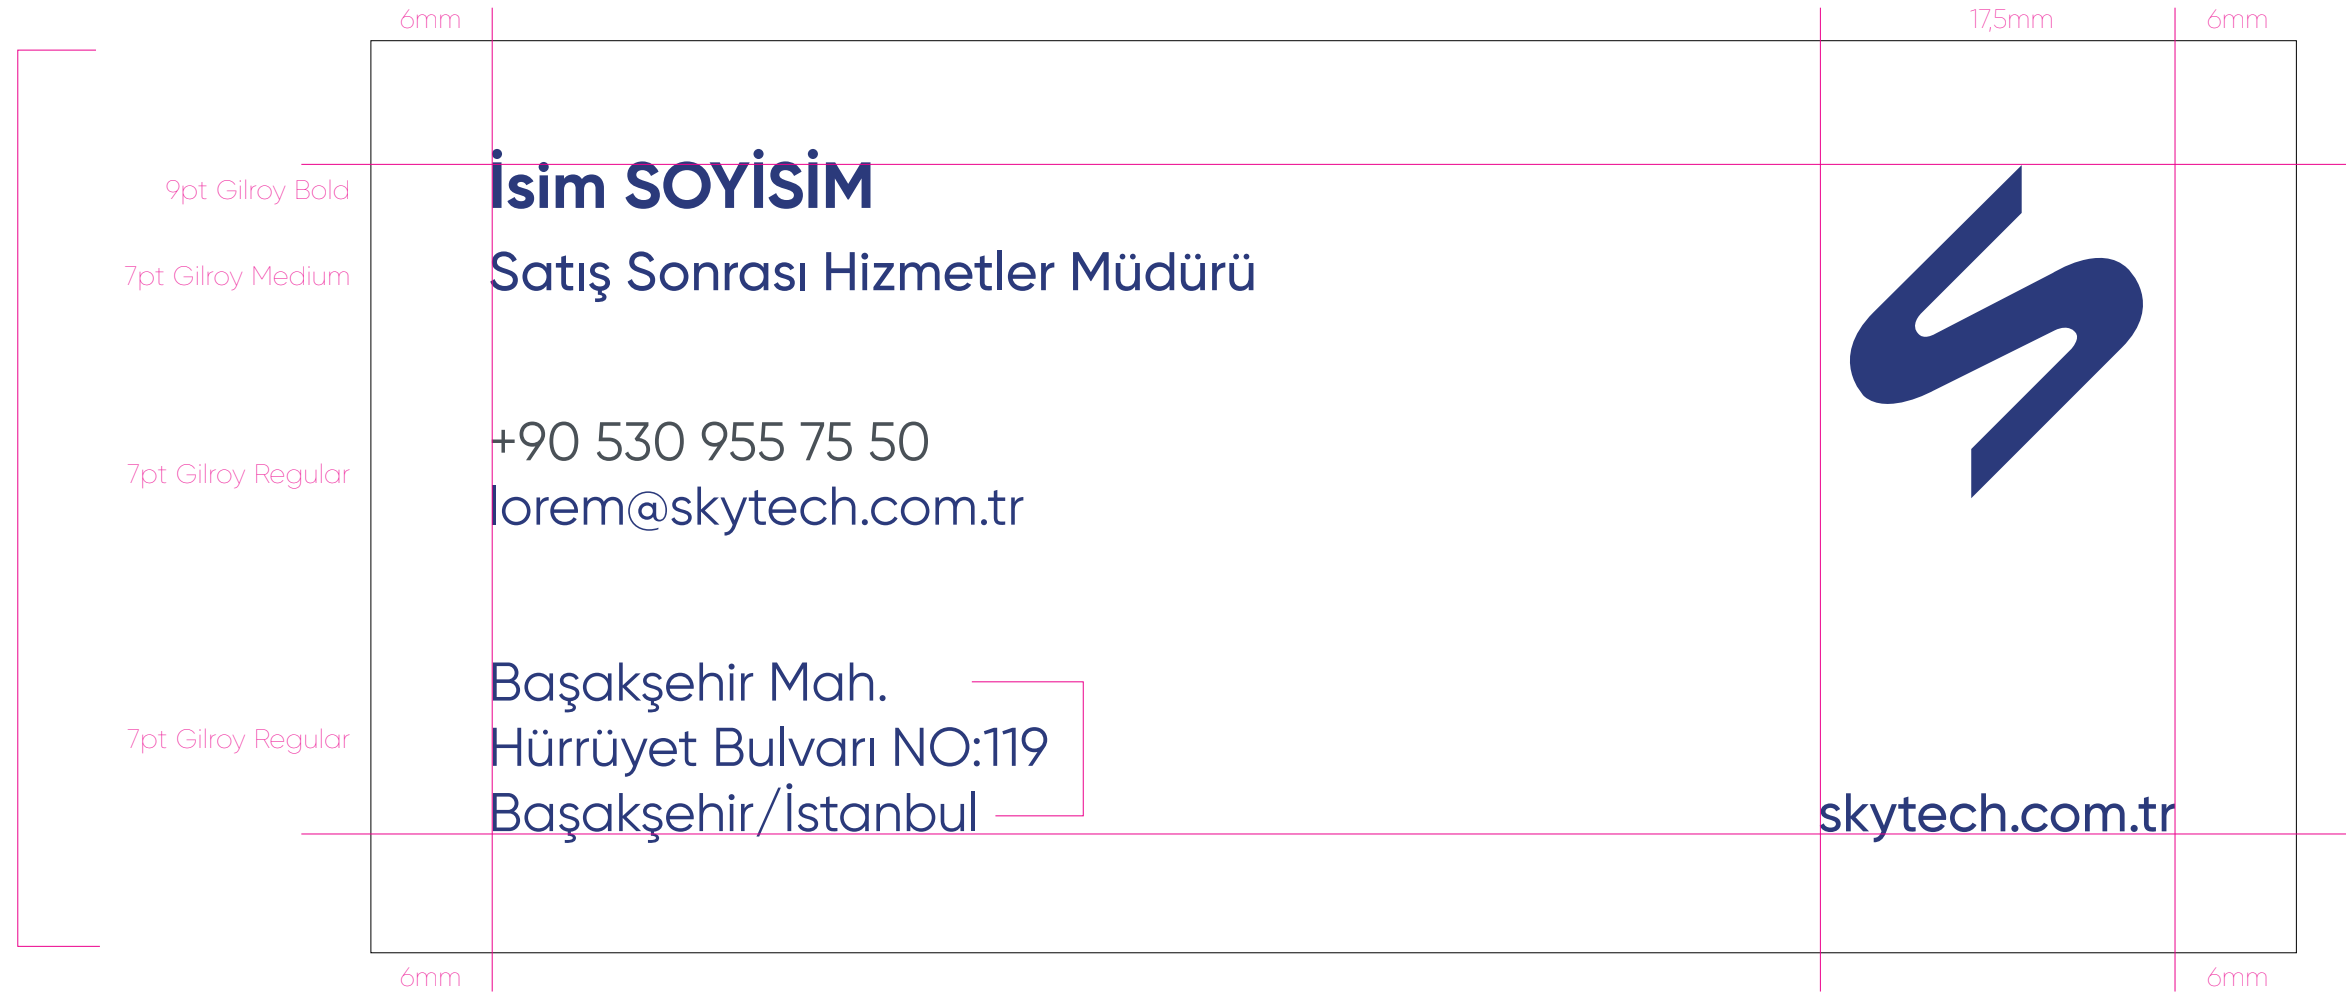 6mm
17,5mm
6mm
9pt Gilroy Bold
İsim SOYİSİM
7pt Gilroy Medium
Satış Sonrası Hizmetler Müdürü
+90 530 955 75 50
7pt Gilroy Regular
lorem@skytech.com.tr
Başakşehir Mah.
7pt Gilroy Regular
Hürrüyet Bulvarı NO:119
Başakşehir/İstanbul
skytech.com.tr
6mm
6mm